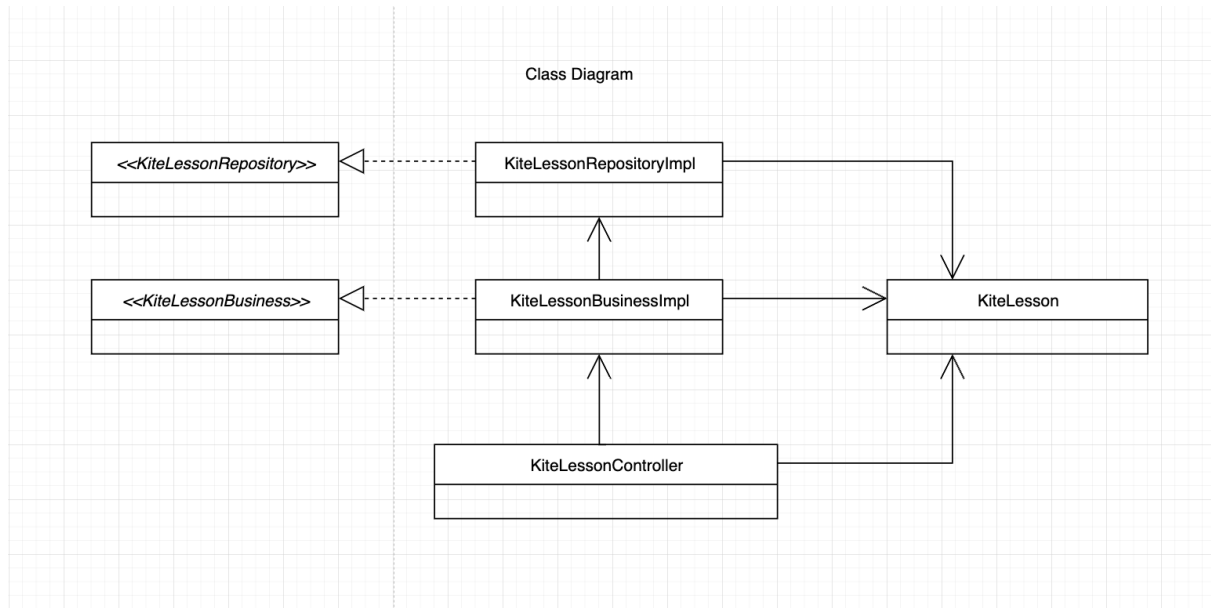 Class Diagram
<<KiteLessonRepository>>
KiteLessonRepositoryImpl
<<KiteLessonBusiness>>
KiteLessonBusinessImpl
KiteLesson
KiteLessonController